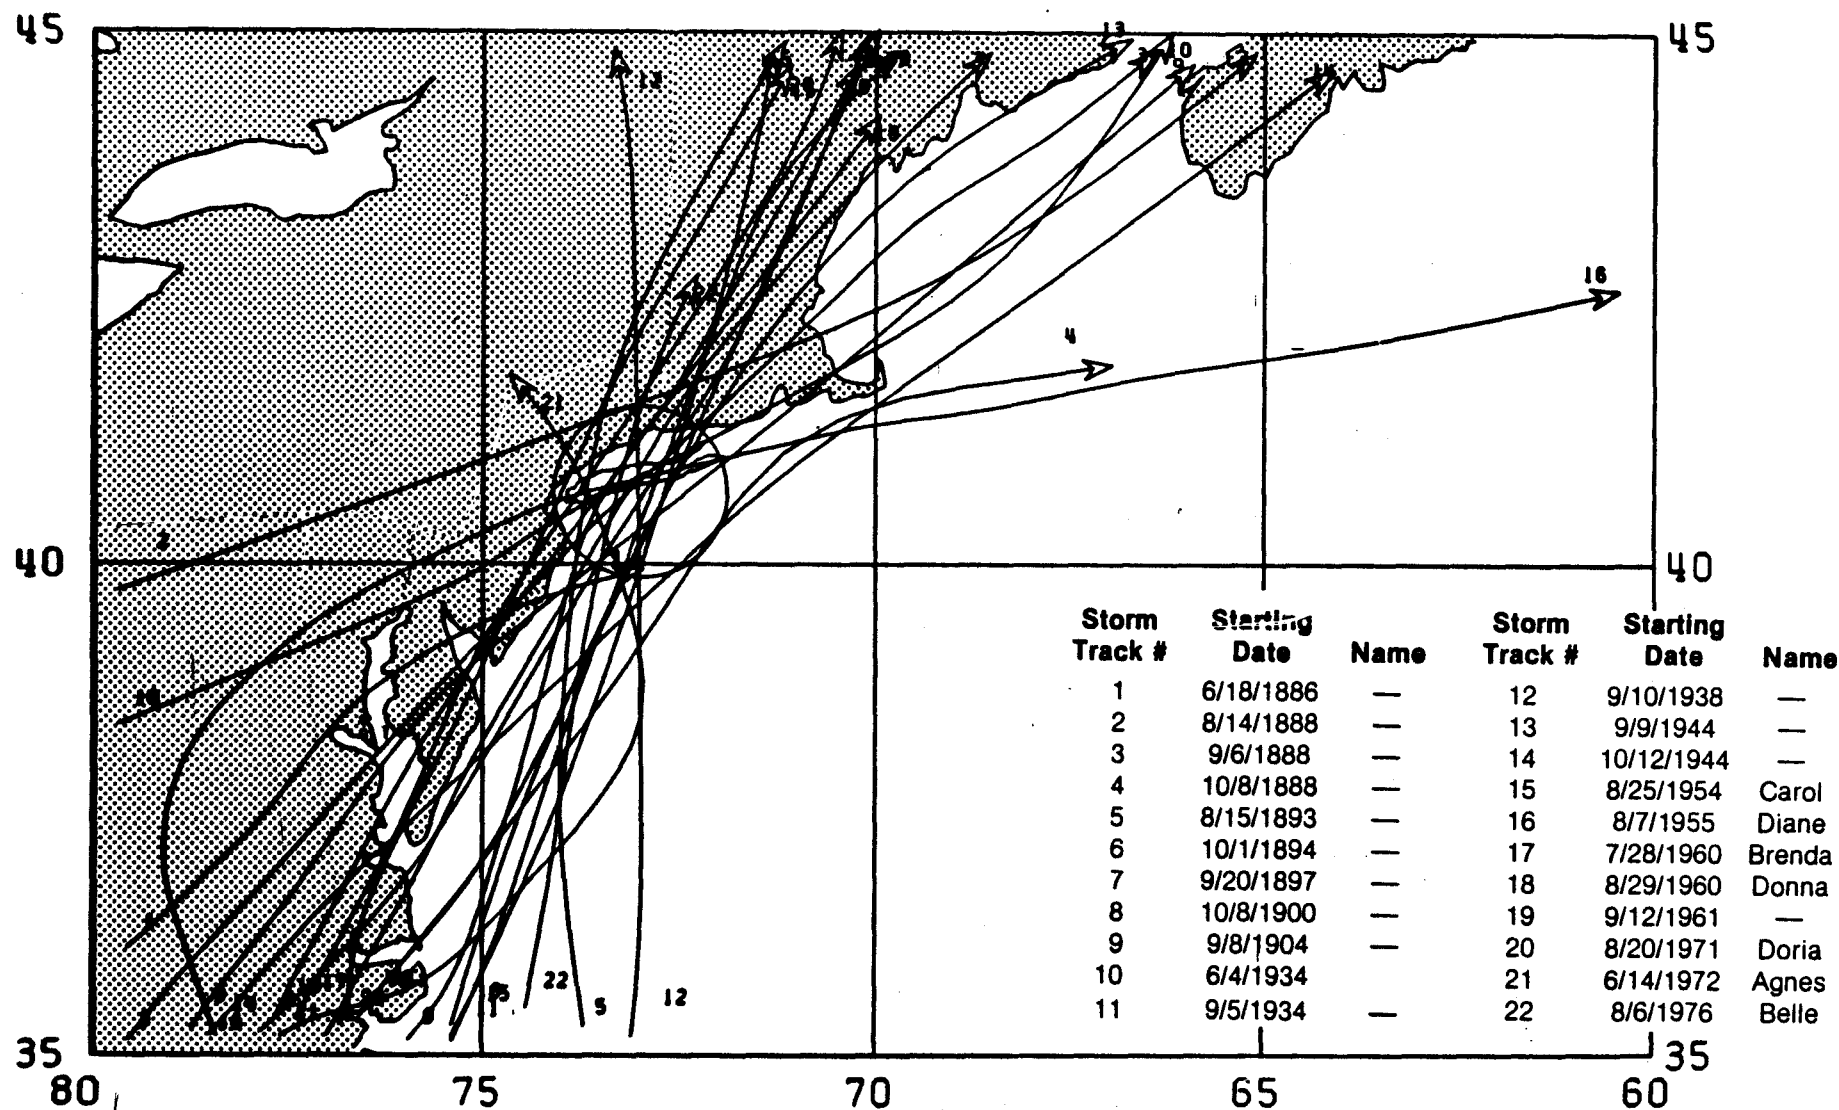 45
45
13
10
12
16
4
21
2
40
40
22
5
12
35
35
80
75
70
65
60
Storm Track # Starting Date Name Storm Track # Starting Date Name
1 6/18/1886 — 12 9/10/1938 —
2 8/14/1888 — 13 9/9/1944 —
3 9/6/1888 — 14 10/12/1944 —
4 10/8/1888 — 15 8/25/1954 Carol
5 8/15/1893 — 16 8/7/1955 Diane
6 10/1/1894 — 17 7/28/1960 Brenda
7 9/20/1897 — 18 8/29/1960 Donna
8 10/8/1900 — 19 9/12/1961 —
9 9/8/1904 — 20 8/20/1971 Doria
10 6/4/1934 21 6/14/1972 Agnes
11 9/5/1934 — 22 8/6/1976 Belle